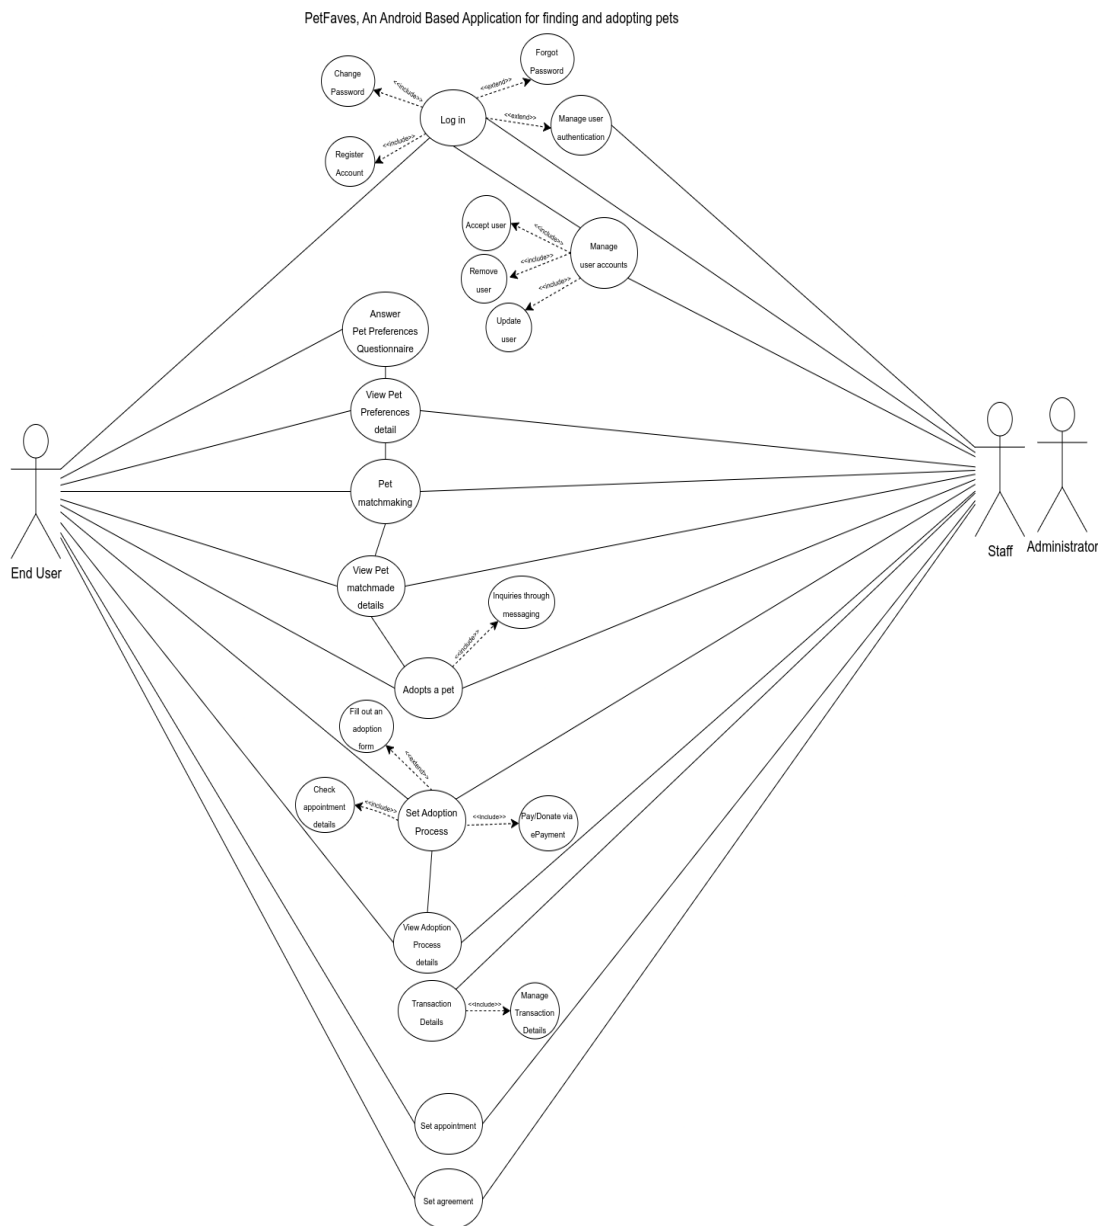 PetFaves, An Android Based Application for finding and adopting pets
Forgot
Password
<<extend>>
Change
Password
<<include>>
Log in
<<extend>>
Manage user
authentication
<<include>>
Register
Account
Accept user
<<include>>
Manage
user accounts
<<include>>
Remove
user
<<include>>
Update
user
Answer
Pet Preferences
Questionnaire
View Pet
Preferences
detail
Pet
matchmaking
End User
Staff
Administrator
View Pet
matchmade
details
Inquiries through
messaging
<<include>>
Adopts a pet
Fill out an
adoption
form
<<extend>>
Check
appointment
details
<<include>>
Set Adoption
Process
<<include>>
Pay/Donate via
ePayment
View Adoption
Process
details
Transaction
Details
<<include>>
Manage
Transaction
Details
Set appointment
Set agreement